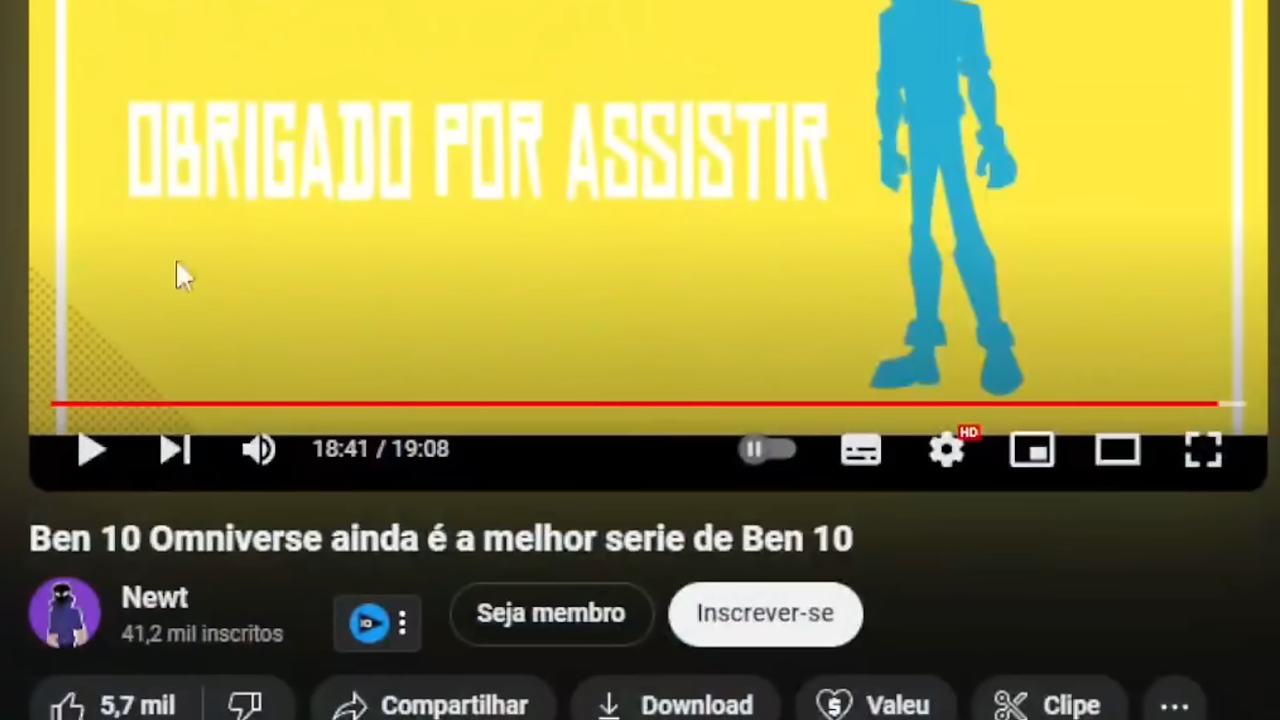 OBRIGADO POR ASSISTIR
18:41 / 19:08
HD
Ben 10 Omniverse ainda é a melhor serie de Ben 10
Newt
41,2 mil inscritos
Seja membro
Inscrever-se
5,7 mil
Compartilhar
Download
Valeu
Clipe